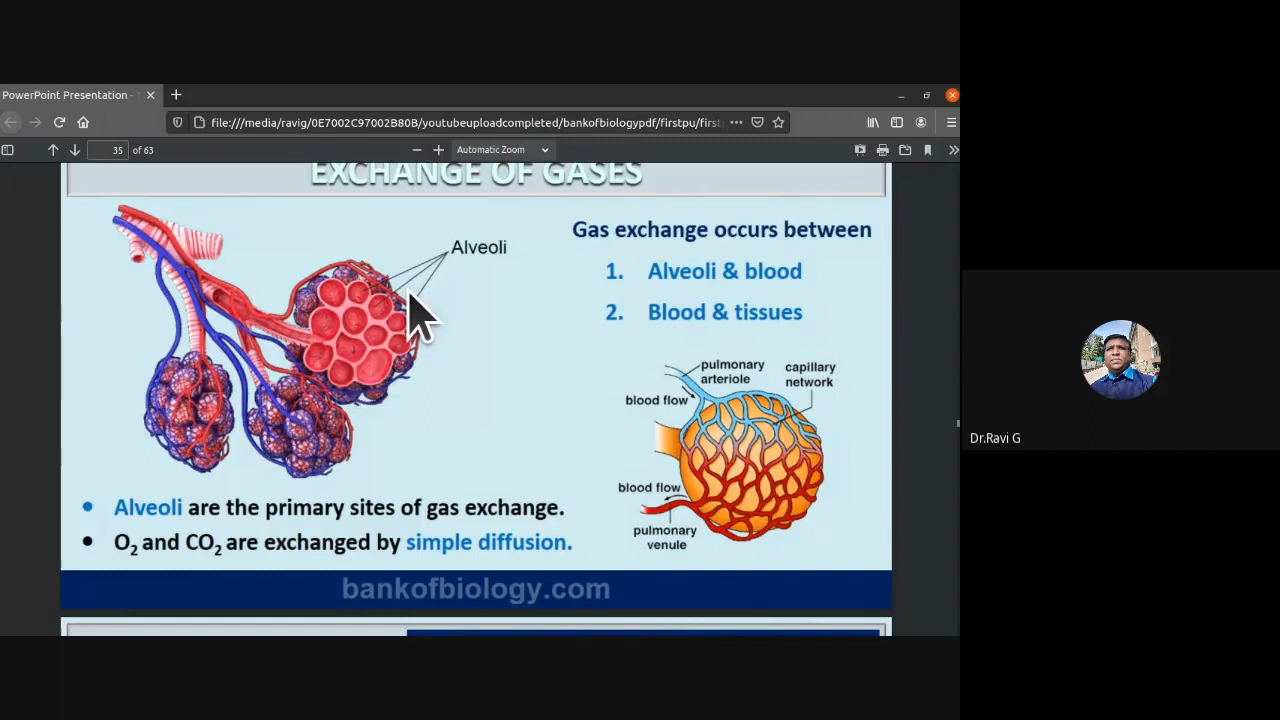 PowerPoint Presentation -
file:///media/ravig/0E7002C97002B80B/youtubeuploadcompleted/bankofbiologypdf/firstpu/first
35 of 63
Automatic Zoom
EXCHANGE OF GASES
Alveoli
Gas exchange occurs between
1. Alveoli & blood
2. Blood & tissues
pulmonary
arteriole
capillary
network
blood flow
blood flow
pulmonary
venule
• Alveoli are the primary sites of gas exchange.
• O₂ and CO₂ are exchanged by simple diffusion.
bankofbiology.com
Dr.Ravi G